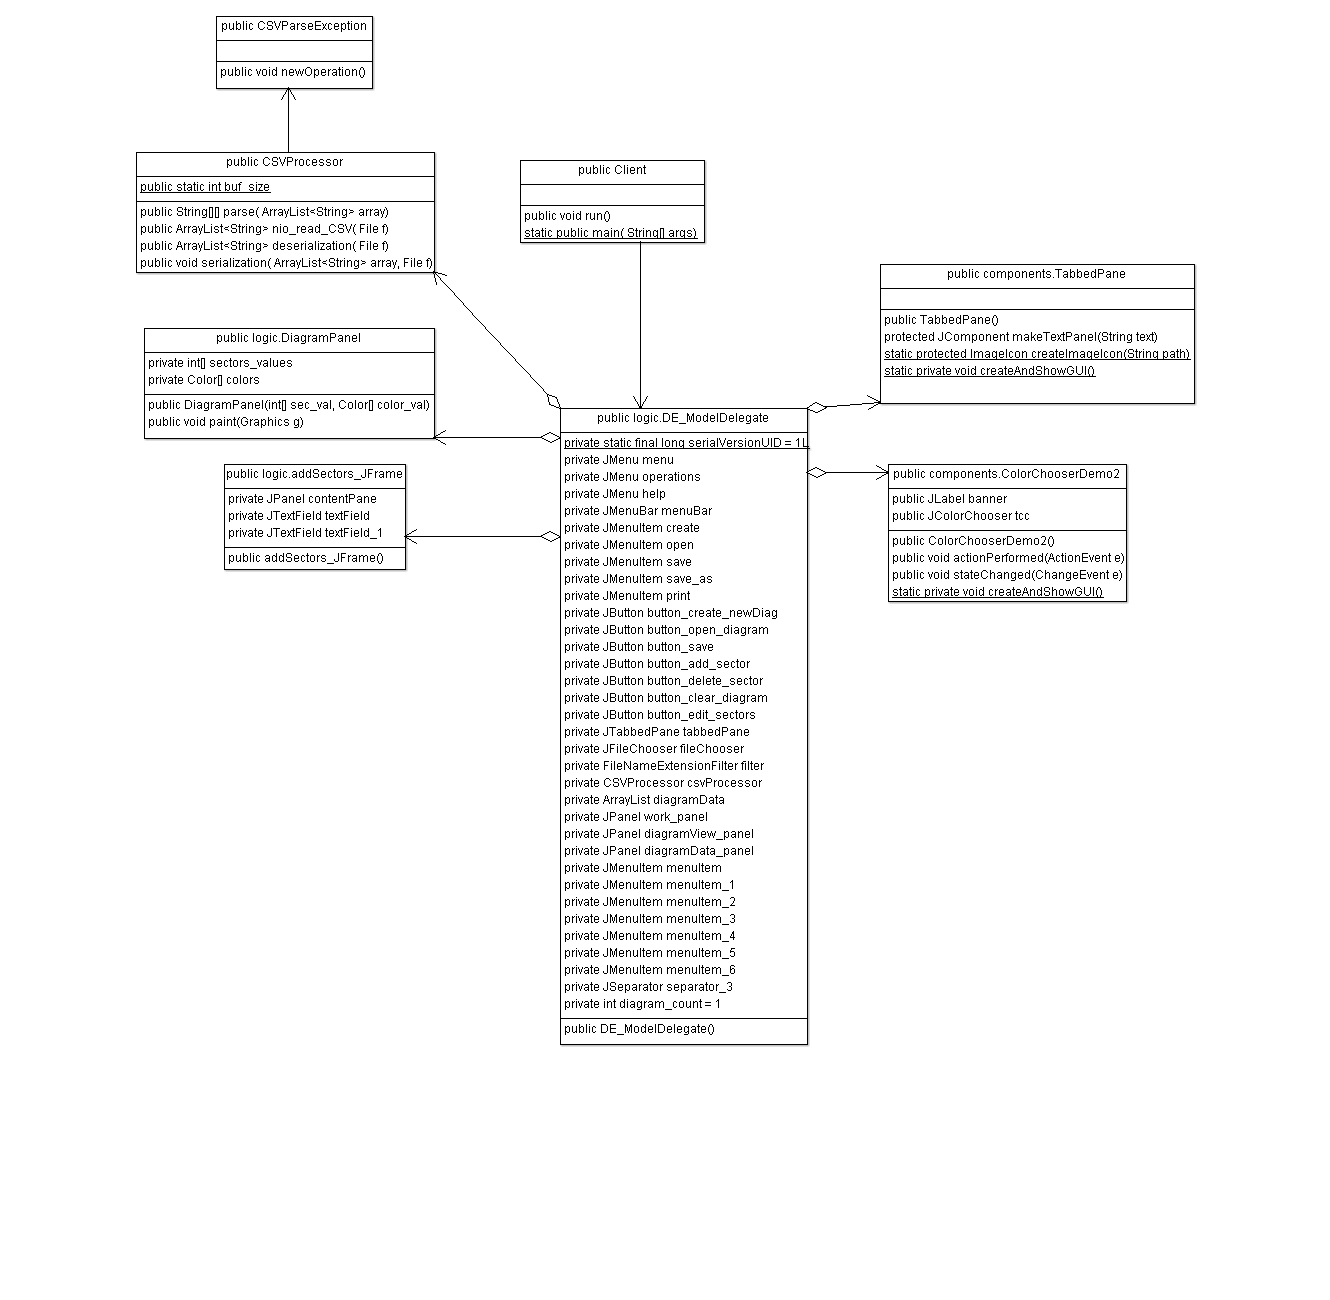 public CSVParseException
public void newOperation()
public CSVProcessor
public static int buf_size
public String[][] parse( ArrayList<String> array)
public ArrayList<String> nio_read_CSV( File f)
public ArrayList<String> deserialization( File f)
public void serialization( ArrayList<String> array, File f)
public Client
public void run()
static public main( String[] args)
public components.TabbedPane
public TabbedPane()
protected JComponent makeTextPanel(String text)
static protected ImageIcon createImageIcon(String path)
static private void createAndShowGUI()
public logic.DiagramPanel
private int[] sectors_values
private Color[] colors
public DiagramPanel(int[] sec_val, Color[] color_val)
public void paint(Graphics g)
public logic.addSectors_JFrame
private JPanel contentPane
private JTextField textField
private JTextField textField_1
public addSectors_JFrame()
public logic.DE_ModelDelegate
private static final long serialVersionUID = 1L
private JMenu menu
private JMenu operations
private JMenu help
private JMenuBar menuBar
private JMenuItem create
private JMenuItem open
private JMenuItem save
private JMenuItem save_as
private JMenuItem print
private JButton button_create_newDiag
private JButton button_open_diagram
private JButton button_save
private JButton button_add_sector
private JButton button_delete_sector
private JButton button_clear_diagram
private JButton button_edit_sectors
private JTabbedPane tabbedPane
private JFileChooser fileChooser
private FileNameExtensionFilter filter
private CSVProcessor csvProcessor
private ArrayList diagramData
private JPanel work_panel
private JPanel diagramView_panel
private JPanel diagramData_panel
private JMenuItem menuItem
private JMenuItem menuItem_1
private JMenuItem menuItem_2
private JMenuItem menuItem_3
private JMenuItem menuItem_4
private JMenuItem menuItem_5
private JMenuItem menuItem_6
private JSeparator separator_3
private int diagram_count = 1
public DE_ModelDelegate()
public components.ColorChooserDemo2
public JLabel banner
public JColorChooser tcc
public ColorChooserDemo2()
public void actionPerformed(ActionEvent e)
public void stateChanged(ChangeEvent e)
static private void createAndShowGUI()